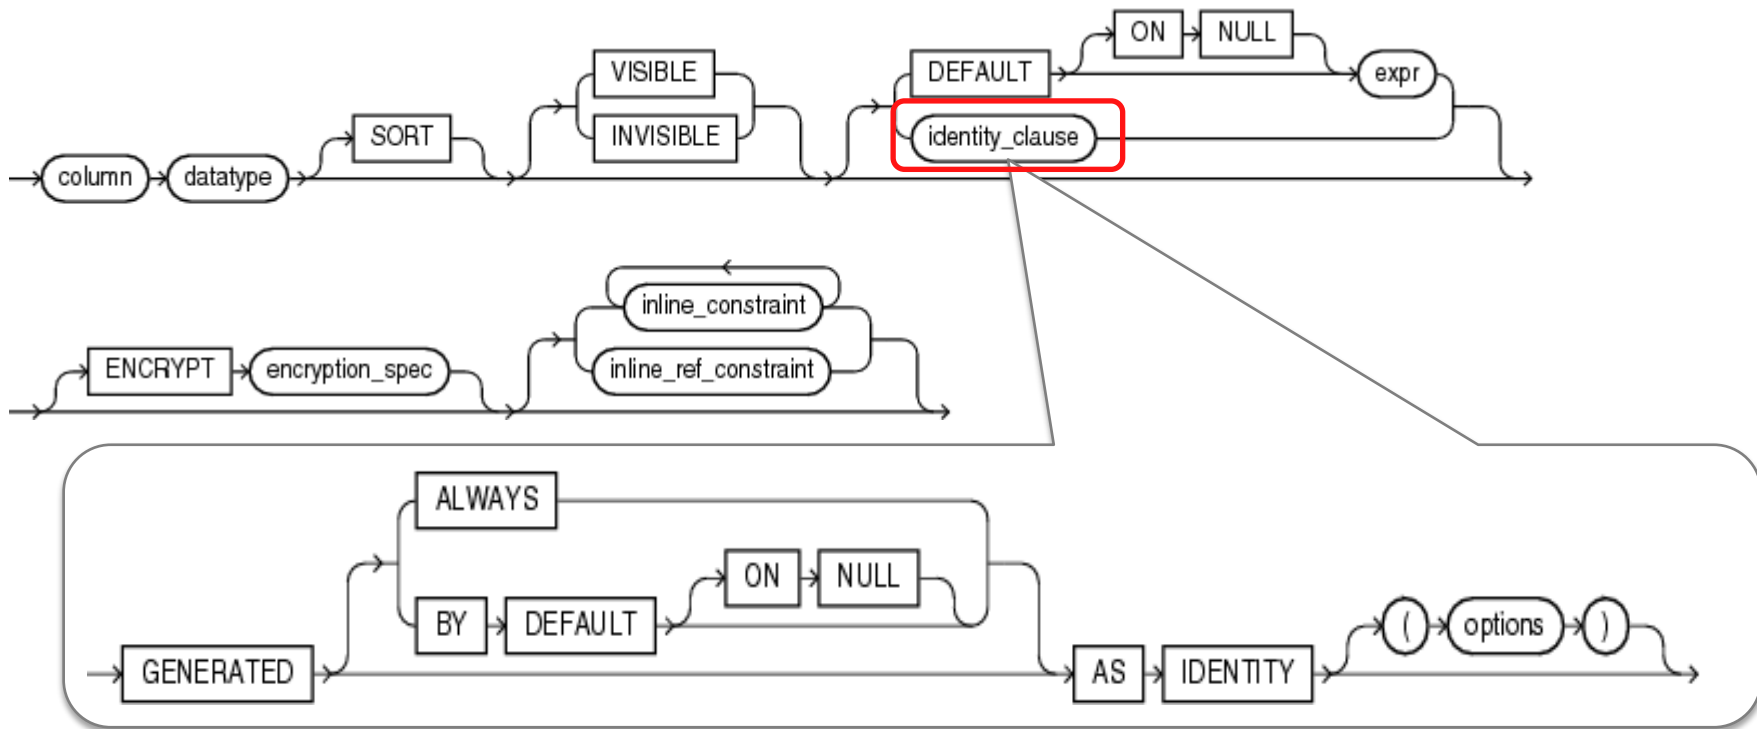 ON NULL
VISIBLE DEFAULT expr
SORT INVISIBLE identity_clause
column datatype
inline_constraint
ENCRYPT encryption_spec inline_ref_constraint
ALWAYS
ON NULL
BY DEFAULT ( options )
GENERATED AS IDENTITY